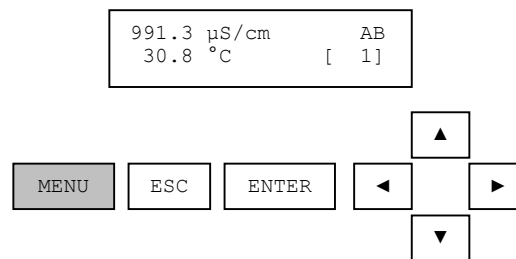 991.3 µS/cm AB
30.8 °C [ 1]
▲
MENU ESC ENTER ◄ ►
▼